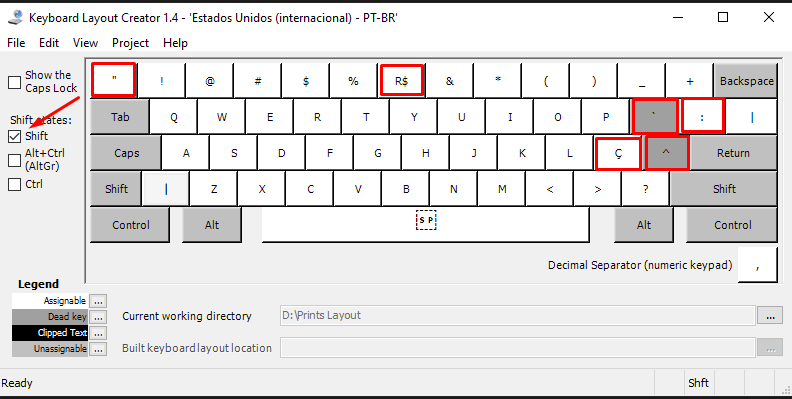 Keyboard Layout Creator 1.4 - 'Estados Unidos (internacional) - PT-BR'
File Edit View Project Help
Show the
Caps Lock
" ! @ # $ % R$ & * ( ) _ + Backspace
Tab Q W E R T Y U I O P ` : |
Shift states:
Shift
Alt+Ctrl
(AltGr)
Ctrl
Caps A S D F G H J K L Ç ^ Return
Shift | Z X C V B N M < > ? Shift
Control Alt SP Alt Control
Decimal Separator (numeric keypad) ,
Legend
Assignable ...
Dead key ...
Clipped Text ...
Unassignable ...
Current working directory D:\Prints Layout ...
Built keyboard layout location ...
Ready Shft